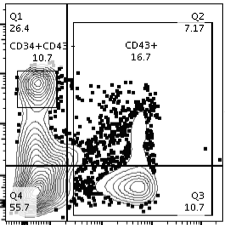 Q1
26.4
Q2
7.17
CD34+CD43-
10.7
CD43+
16.7
Q4
55.7
Q3
10.7